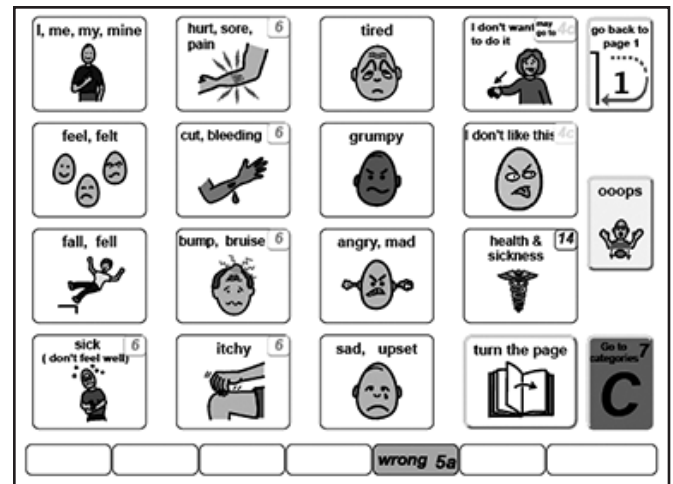 I, me, my, mine
hurt, sore,
pain
6
tired
I don't want
to do it
may
go to
4c
go back to
page 1
1
feel, felt
cut, bleeding
6
grumpy
I don't like this
4c
ooops
fall, fell
bump, bruise
6
angry, mad
health &
sickness
14
sick
( don't feel well)
6
itchy
6
sad, upset
turn the page
Go to
categories
7
C
wrong 5a